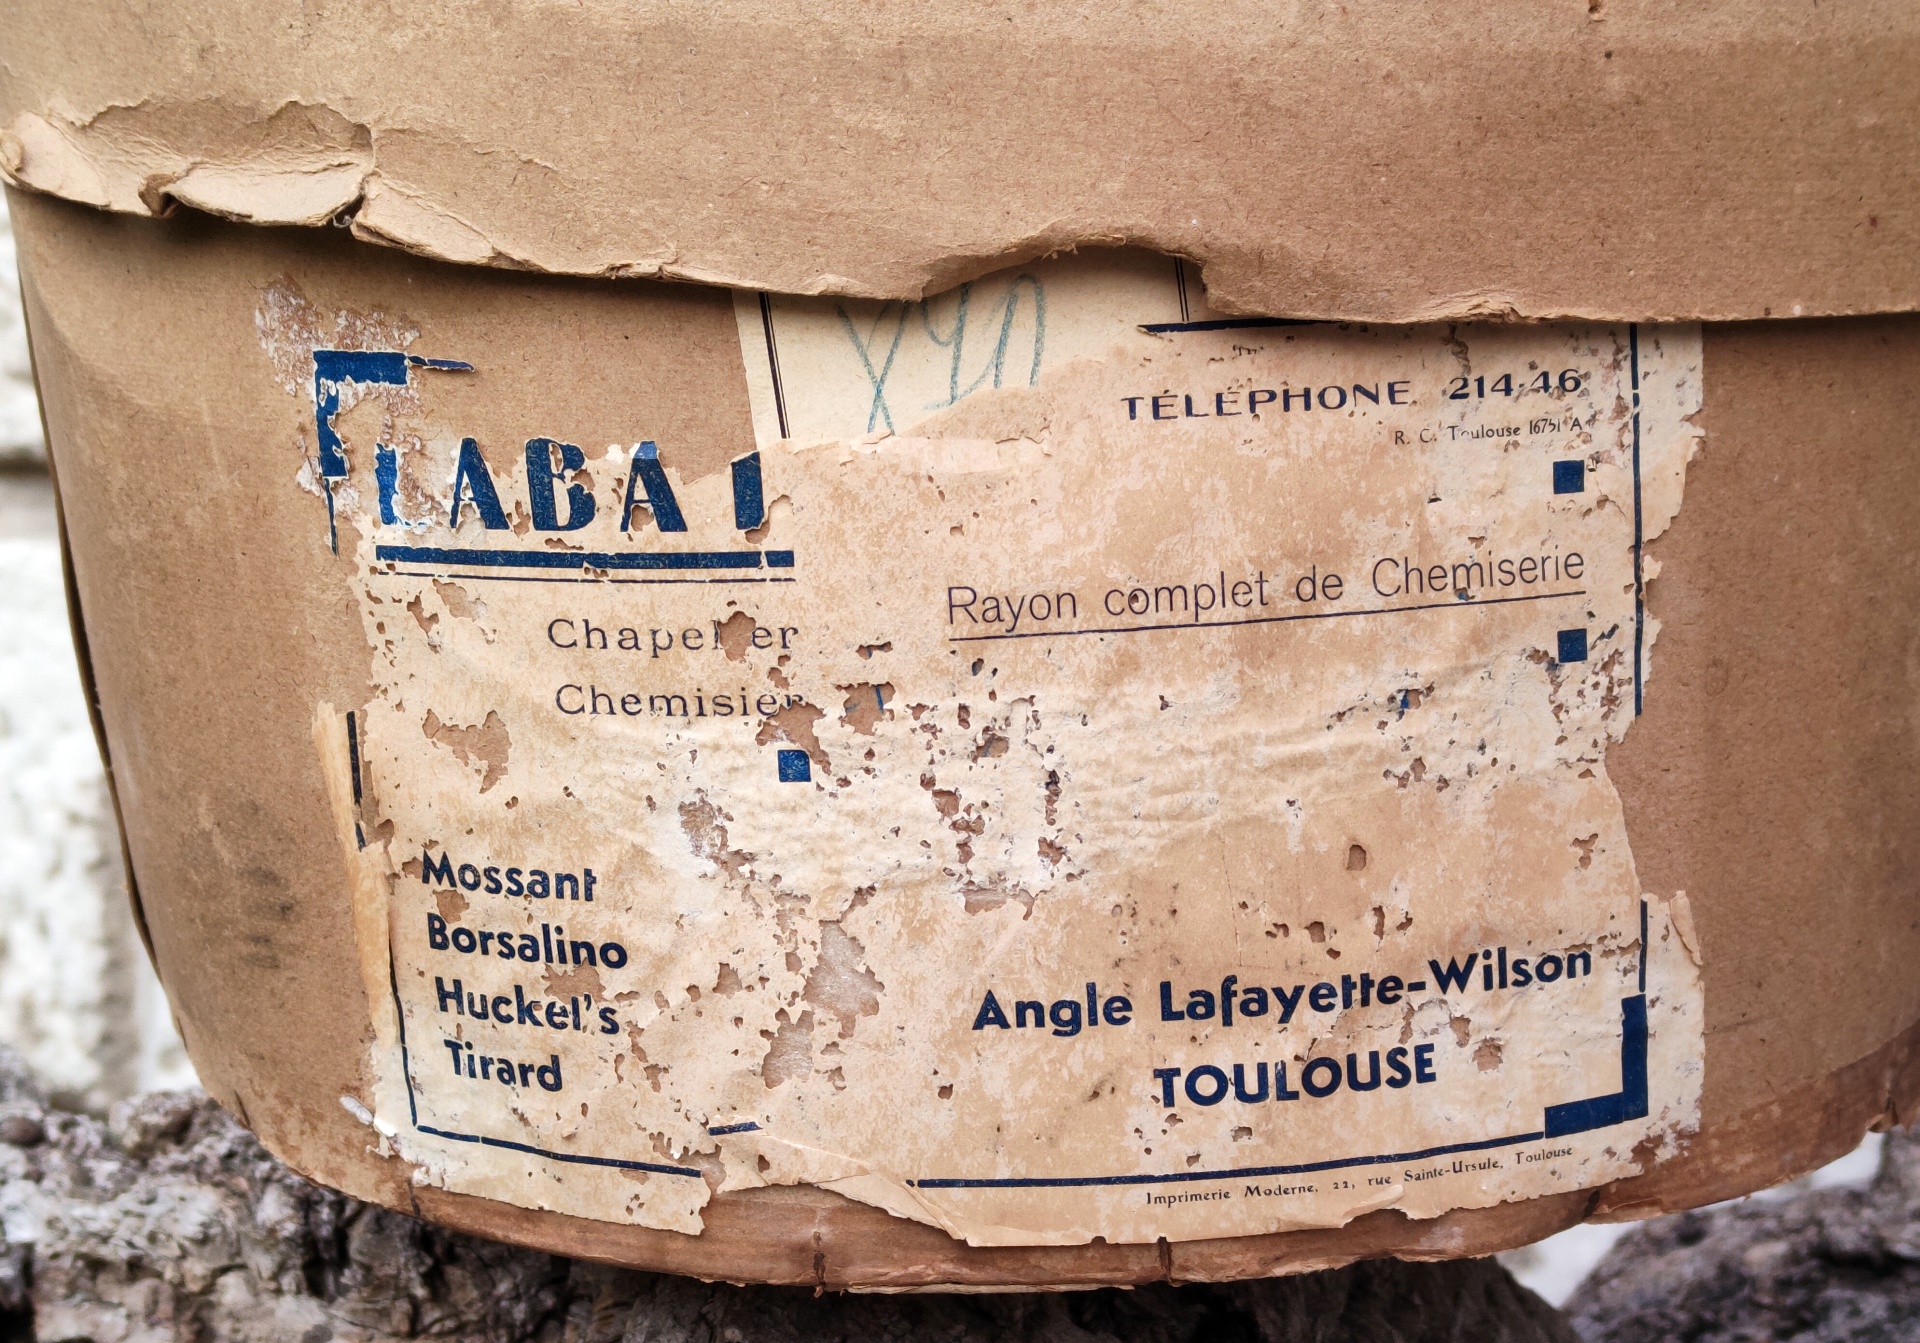 TÉLÉPHONE 214-46
R. C. Toulouse 16751 A
LABA
Rayon complet de Chemiserie
Chapelier
Chemisier
Mossant
Borsalino
Huckel's
Tirard
Angle Lafayette-Wilson
TOULOUSE
Imprimerie Moderne, 22, rue Sainte-Ursule, Toulouse